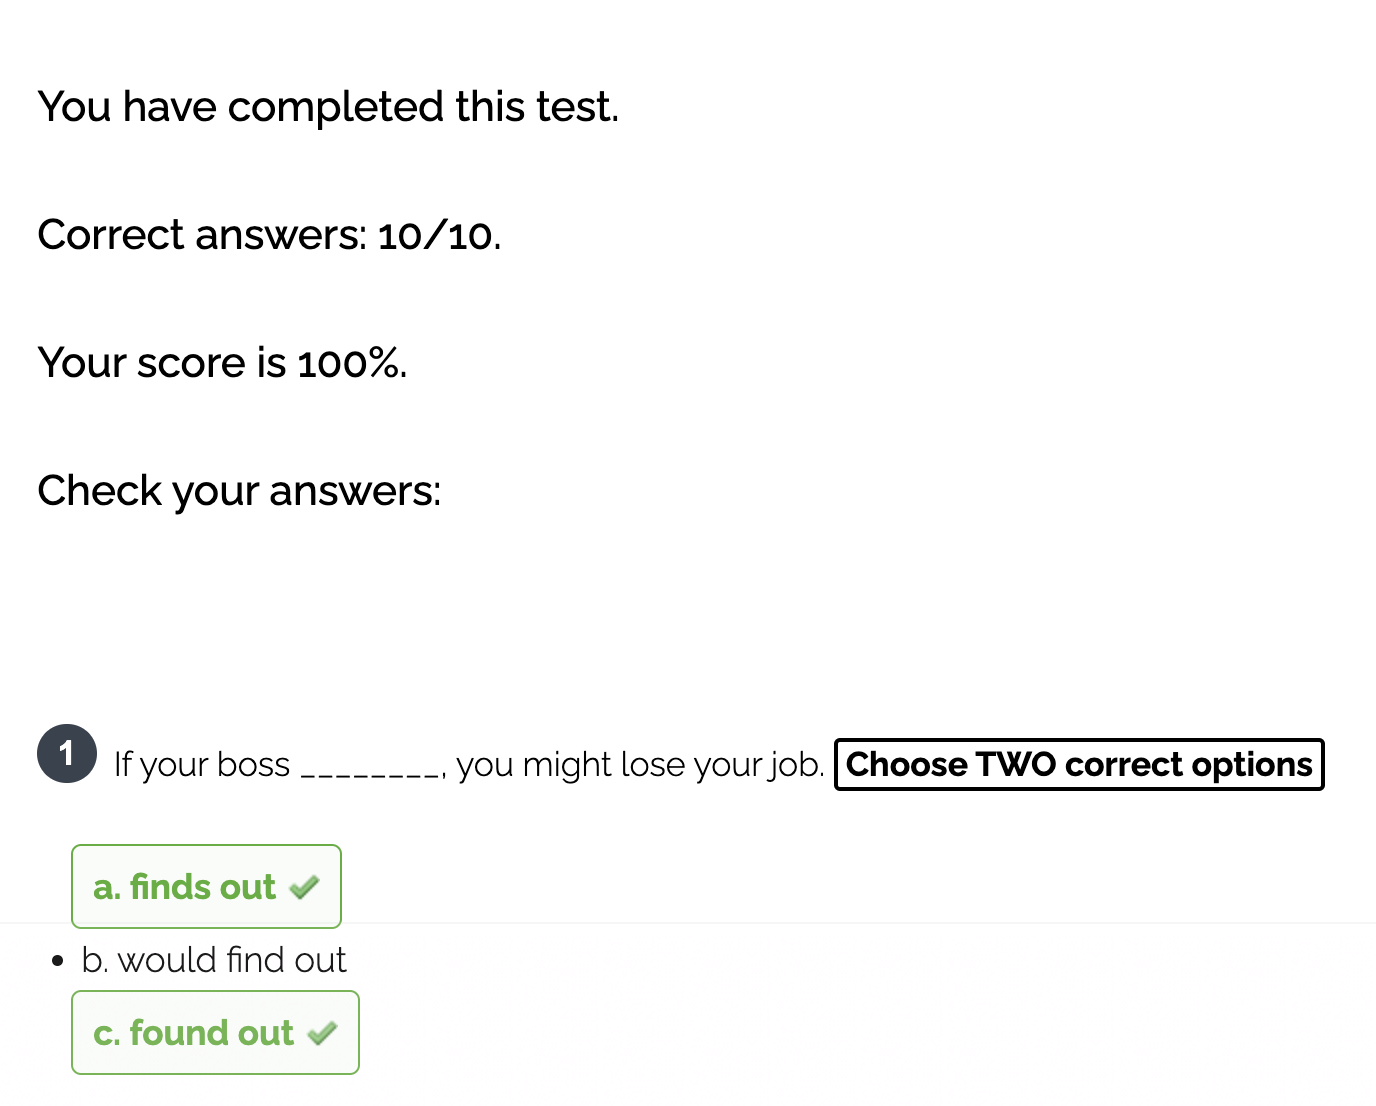 You have completed this test.
Correct answers: 10/10.
Your score is 100%.
Check your answers:
1 If your boss ________, you might lose your job. Choose TWO correct options
a. finds out
b. would find out
c. found out